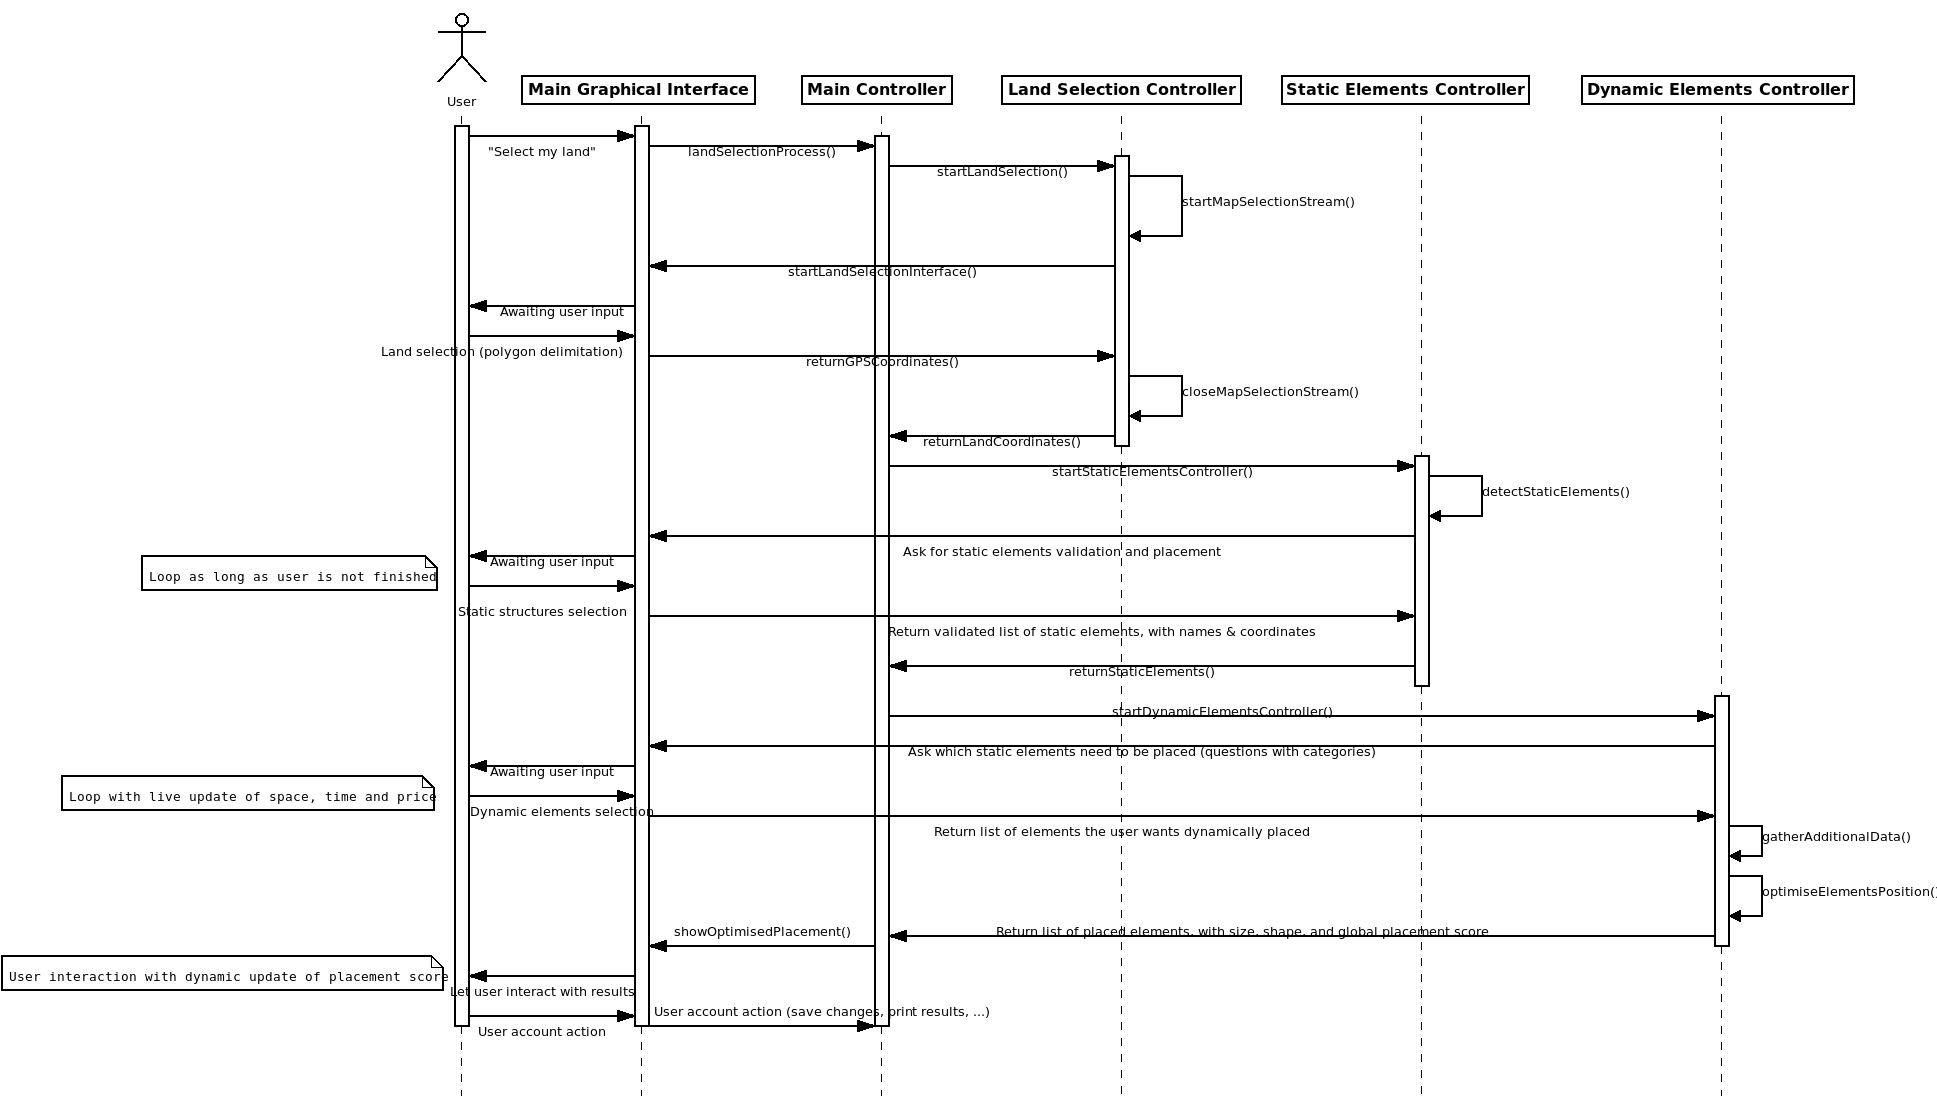 User
Main Graphical Interface
Main Controller
Land Selection Controller
Static Elements Controller
Dynamic Elements Controller
"Select my land"
landSelectionProcess()
startLandSelection()
startMapSelectionStream()
startLandSelectionInterface()
Awaiting user input
Land selection (polygon delimitation)
returnGPSCoordinates()
closeMapSelectionStream()
returnLandCoordinates()
startStaticElementsController()
detectStaticElements()
Ask for static elements validation and placement
Awaiting user input
Loop as long as user is not finished
Static structures selection
Return validated list of static elements, with names & coordinates
returnStaticElements()
startDynamicElementsController()
Ask which static elements need to be placed (questions with categories)
Awaiting user input
Loop with live update of space, time and price
Dynamic elements selection
Return list of elements the user wants dynamically placed
gatherAdditionalData()
optimiseElementsPosition()
showOptimisedPlacement()
Return list of placed elements, with size, shape, and global placement score
User interaction with dynamic update of placement score
Let user interact with results
User account action (save changes, print results, ...)
User account action